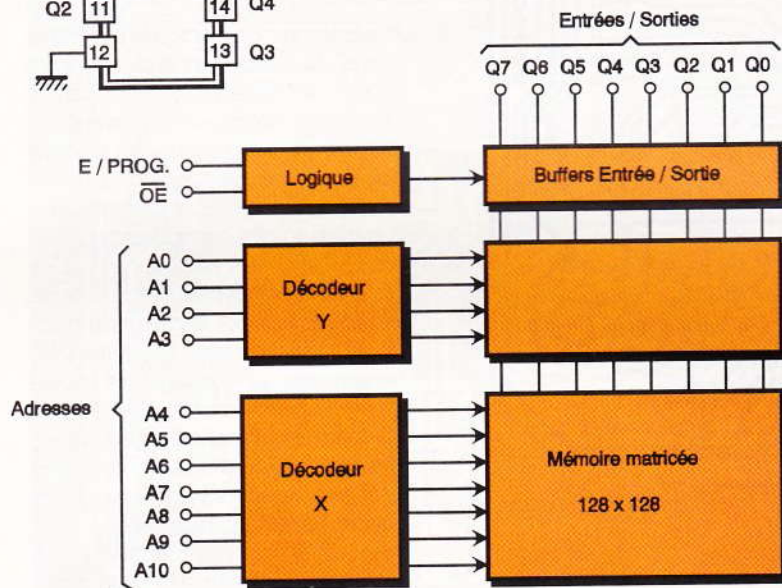 Q2 11 14 Q4
12 13 Q3
Entrées / Sorties
Q7 Q6 Q5 Q4 Q3 Q2 Q1 Q0
E / PROG.
OE
Logique
Buffers Entrée / Sortie
A0
A1
A2
A3
Décodeur
Y
Adresses
A4
A5
A6
A7
A8
A9
A10
Décodeur
X
Mémoire matricée
128 x 128